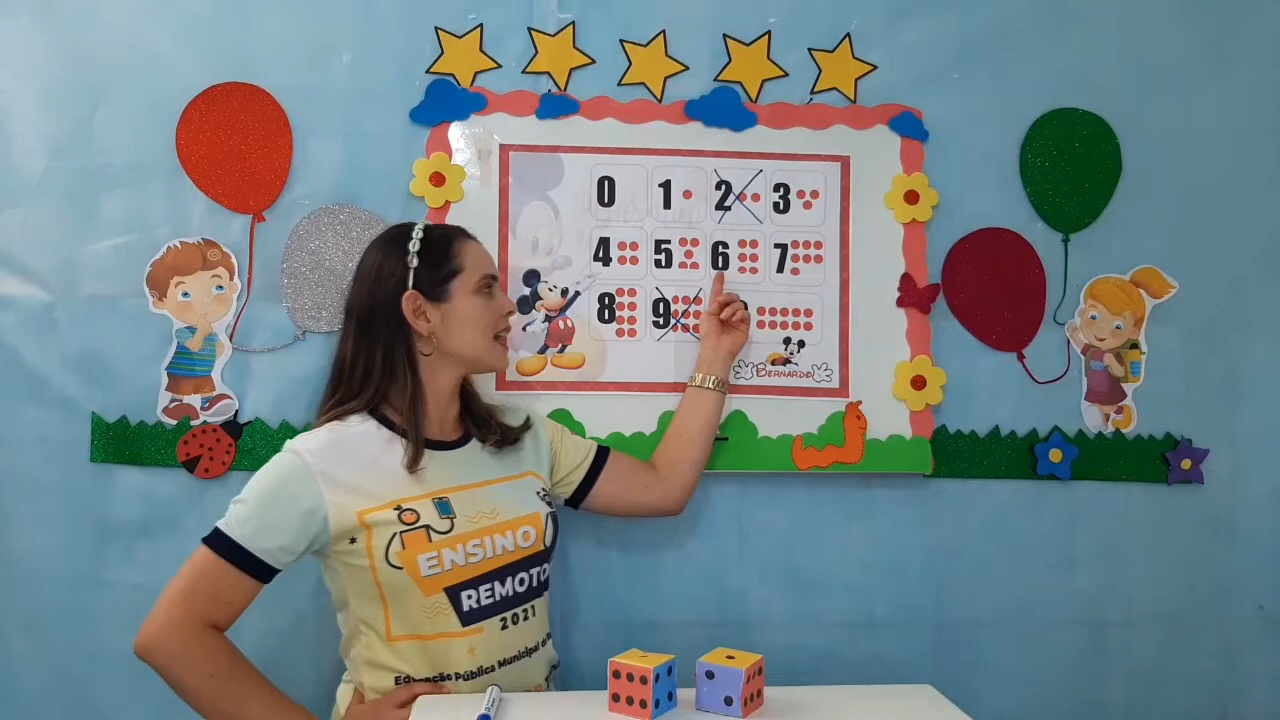 0 1 2 3
4 5 6 7
8 9
BERNARDO
ENSINO
REMOTO
2021
Educação Pública Municipal